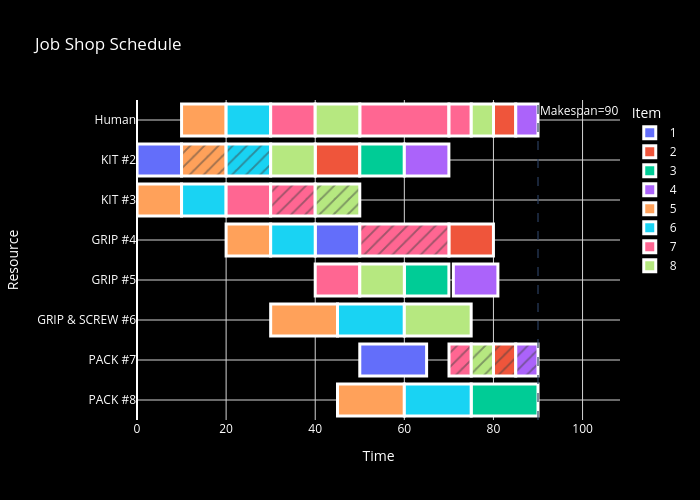 Job Shop Schedule
Makespan=90
Item
1
2
3
4
5
6
7
8
Resource
Human
KIT #2
KIT #3
GRIP #4
GRIP #5
GRIP & SCREW #6
PACK #7
PACK #8
0 20 40 60 80 100
Time